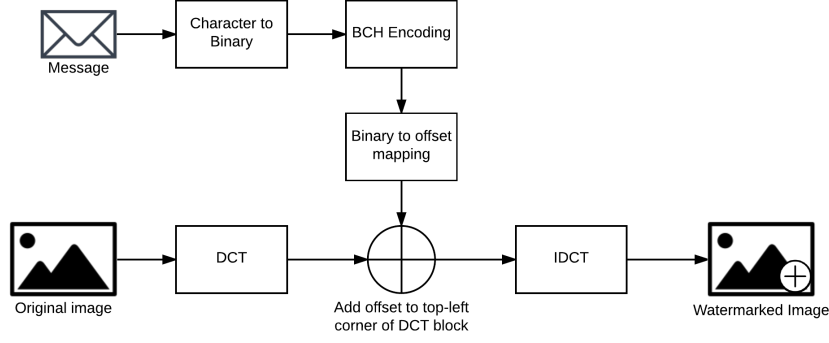 Character to
Binary
BCH Encoding
Message
Binary to offset
mapping
DCT
IDCT
Original image
Add offset to top-left
corner of DCT block
Watermarked Image